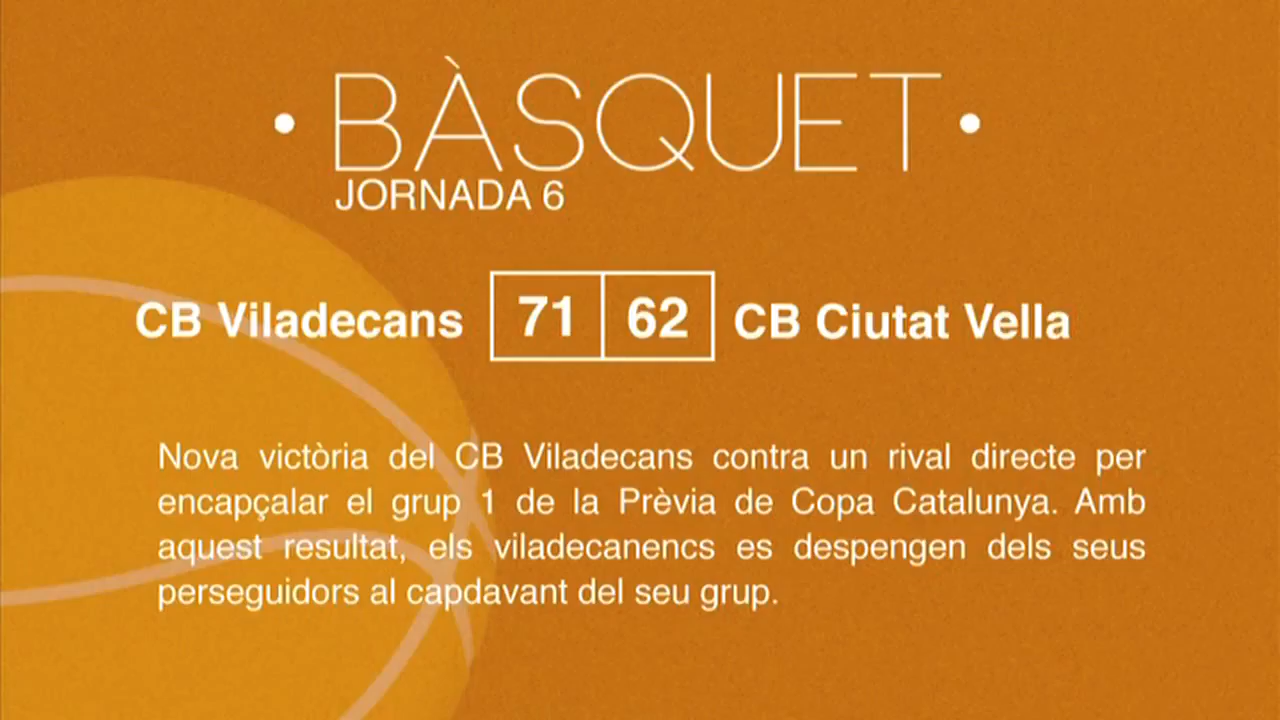 • BÀSQUET •
JORNADA 6
CB Viladecans 71 62 CB Ciutat Vella
Nova victòria del CB Viladecans contra un rival directe per
encapçalar el grup 1 de la Prèvia de Copa Catalunya. Amb
aquest resultat, els viladecanencs es despengen dels seus
perseguidors al capdavant del seu grup.